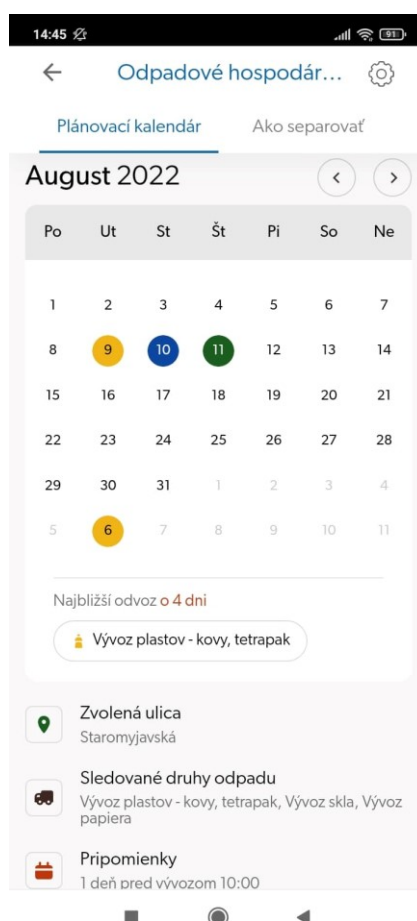 14:45 91
Odpadové hospodár...
Plánovací kalendár Ako separovať
August 2022
Po Ut St Št Pi So Ne
1 2 3 4 5 6 7
8 9 10 11 12 13 14
15 16 17 18 19 20 21
22 23 24 25 26 27 28
29 30 31 1 2 3 4
5 6 7 8 9 10 11
Najbližší odvoz o 4 dni
Vývoz plastov - kovy, tetrapak
Zvolená ulica
Staromyjavská
Sledované druhy odpadu
Vývoz plastov - kovy, tetrapak, Vývoz skla, Vývoz
papiera
Pripomienky
1 deň pred vývozom 10:00